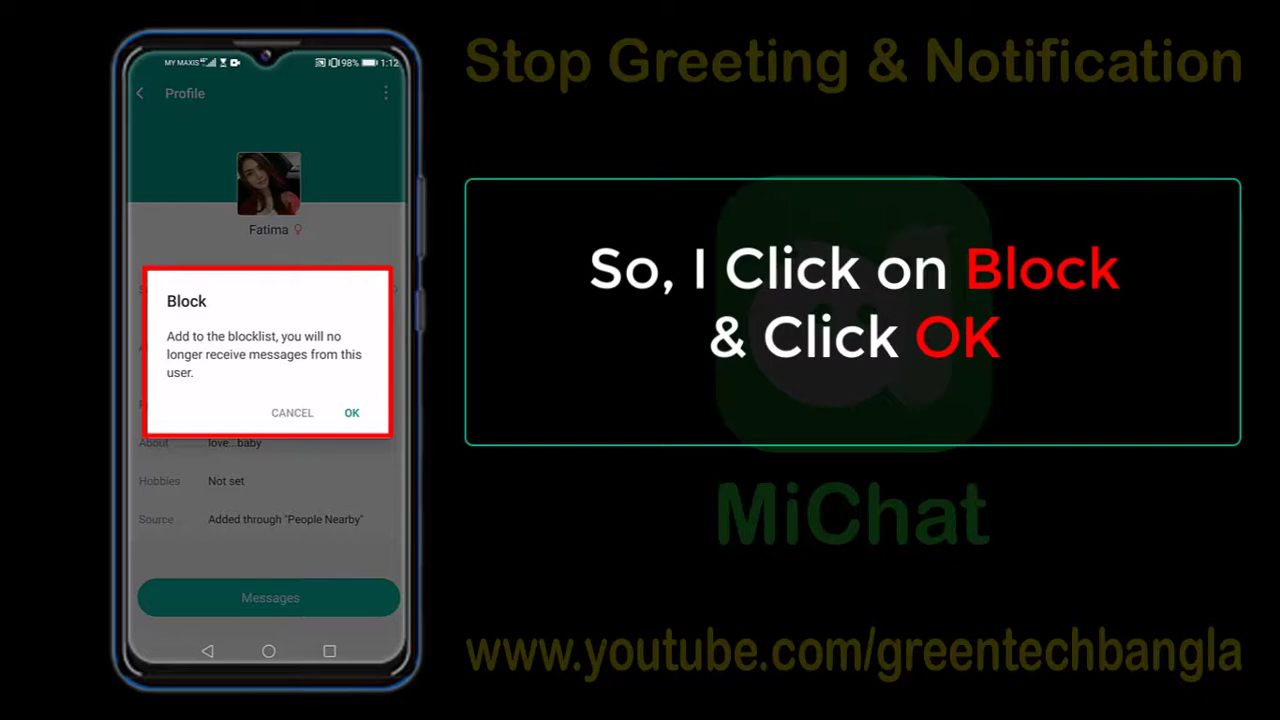 Stop Greeting & Notification
MY MAXIS 98% 1:12
Profile
Fatima
Block
Add to the blocklist, you will no
longer receive messages from this
user.
CANCEL OK
About love...baby
Hobbies Not set
Source Added through "People Nearby"
Messages
So, I Click on Block
& Click OK
MiChat
www.youtube.com/greentechbangla